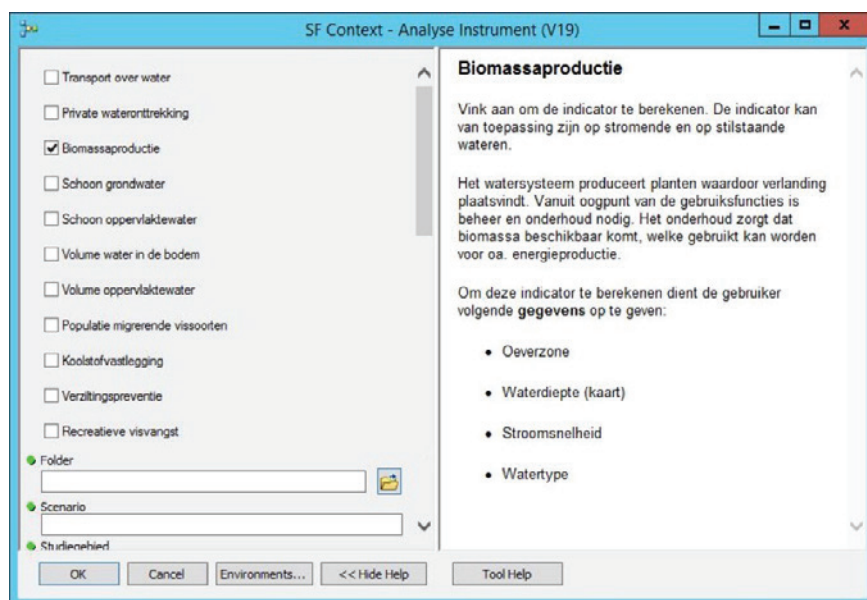 SF Context - Analyse Instrument (V19)
Transport over water
Private wateronttrekking
Biomassaproductie
Schoon grondwater
Schoon oppervlaktewater
Volume water in de bodem
Volume oppervlaktewater
Populatie migrerende vissoorten
Koolstofvastlegging
Verziltingspreventie
Recreatieve visvangst
Folder
Scenario
Studiegebied
Biomassaproductie
Vink aan om de indicator te berekenen. De indicator kan
van toepassing zijn op stromende en op stilstaande
wateren.
Het watersysteem produceert planten waardoor verlanding
plaatsvindt. Vanuit oogpunt van de gebruiksfuncties is
beheer en onderhoud nodig. Het onderhoud zorgt dat
biomassa beschikbaar komt, welke gebruikt kan worden
voor oa. energieproductie.
Om deze indicator te berekenen dient de gebruiker
volgende gegevens op te geven:
• Oeverzone
• Waterdiepte (kaart)
• Stroomsnelheid
• Watertype
OK Cancel Environments... << Hide Help Tool Help